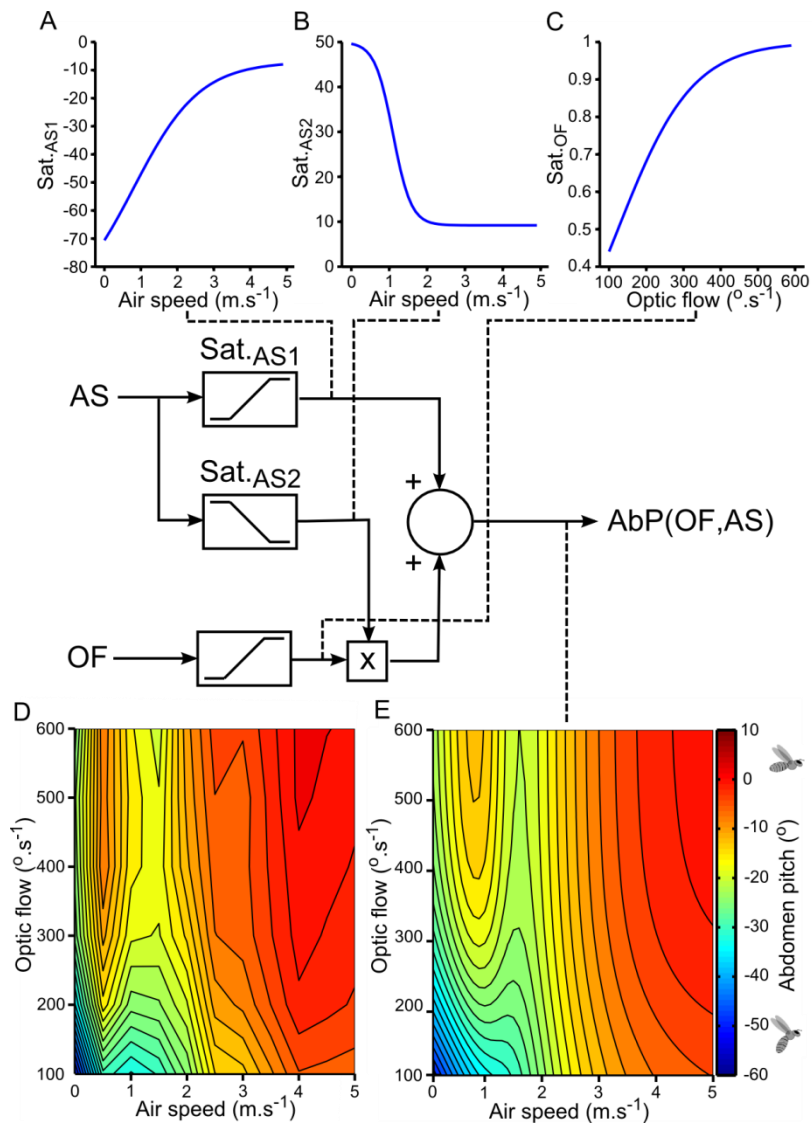 A
B
C
Sat.AS1
0
-10
-20
-30
-40
-50
-60
-70
-80
0 1 2 3 4 5
Air speed (m.s-1)
Sat.AS2
50
40
30
20
10
0
0 1 2 3 4 5
Air speed (m.s-1)
Sat.OF
1
0.9
0.8
0.7
0.6
0.5
0.4
100 200 300 400 500 600
Optic flow (°.s-1)
Sat.AS1
AS
Sat.AS2
+
+
AbP(OF,AS)
OF
x
D
Optic flow (°.s-1)
600
500
400
300
200
100
0 1 2 3 4 5
Air speed (m.s-1)
E
Optic flow (°.s-1)
600
500
400
300
200
100
0 1 2 3 4 5
Air speed (m.s-1)
10
0
-10
-20
-30
-40
-50
-60
Abdomen pitch (°)